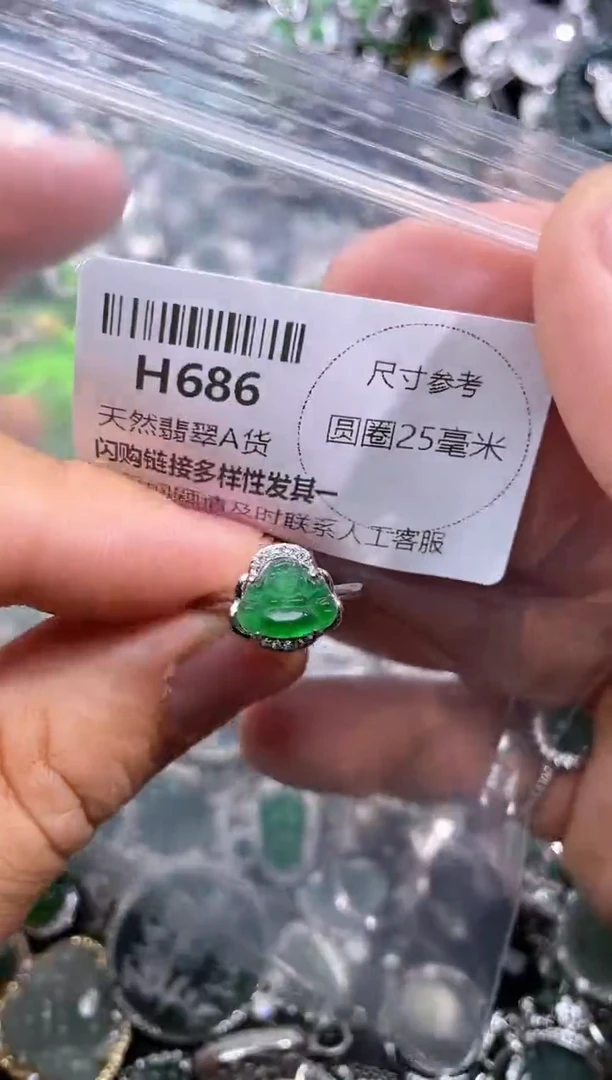 H686
天然翡翠A货
闪购链接多样性发其一
请及时联系人工客服
尺寸参考
圆圈25毫米